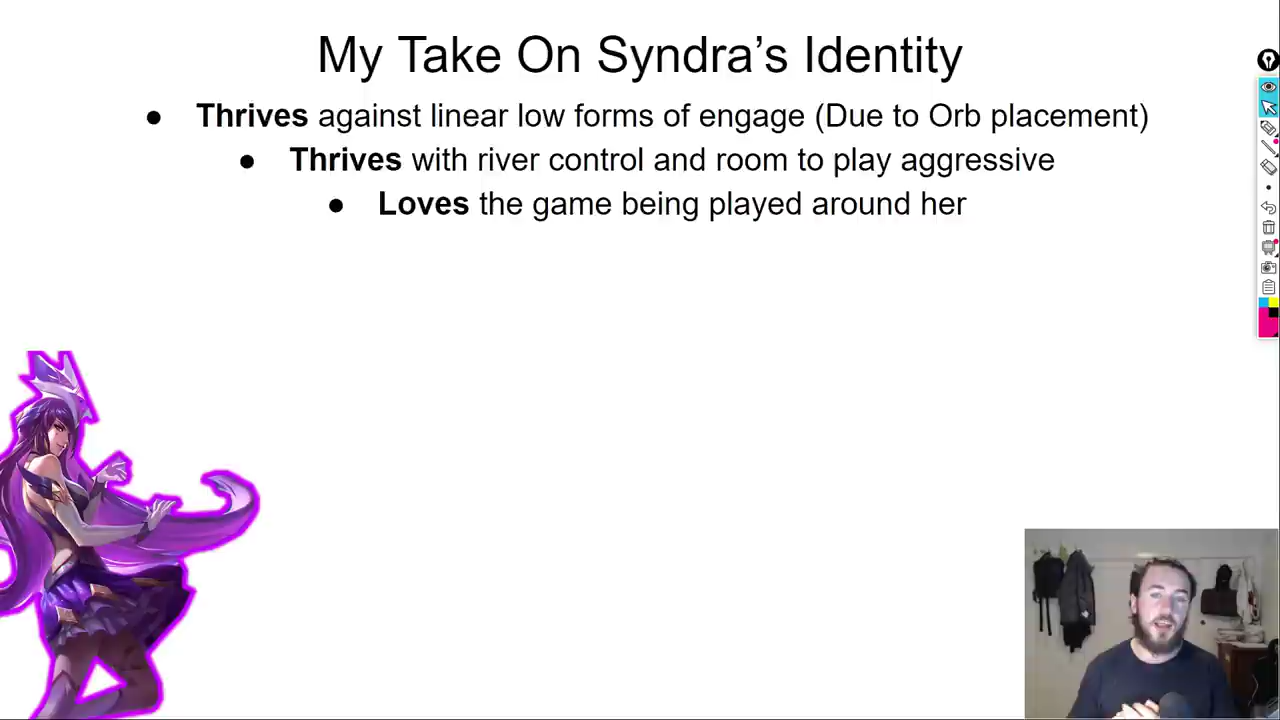 My Take On Syndra's Identity
● Thrives against linear low forms of engage (Due to Orb placement)
● Thrives with river control and room to play aggressive
● Loves the game being played around her